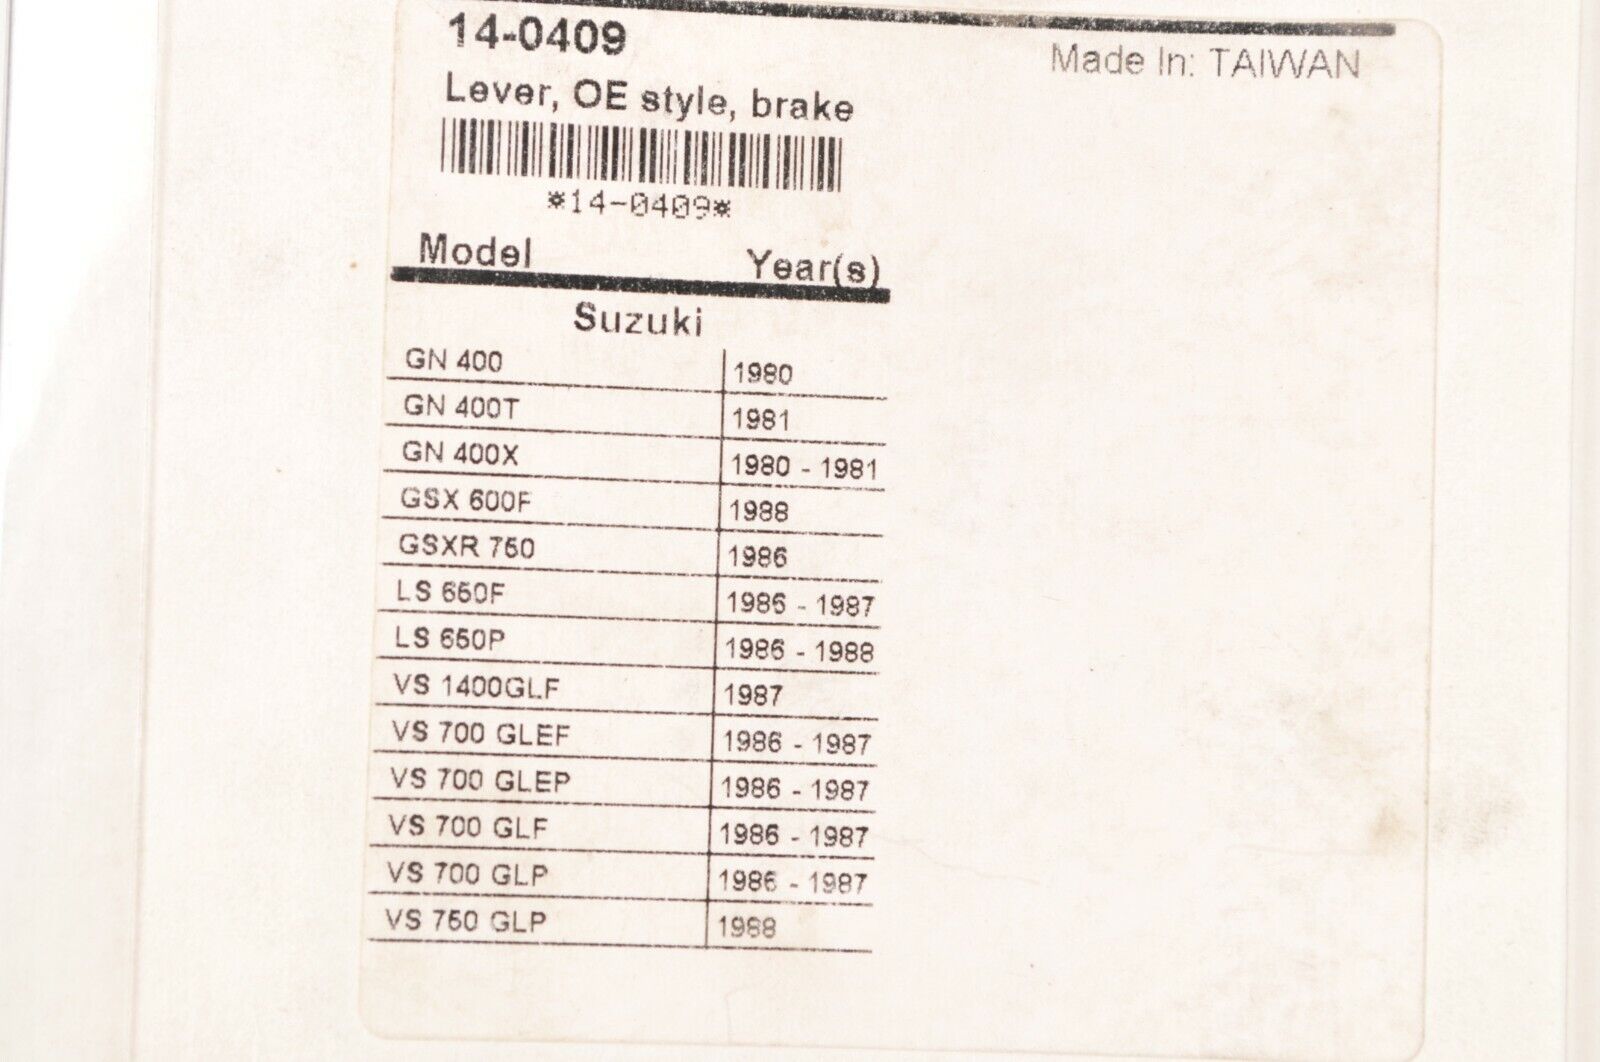 14-0409
Made In: TAIWAN
Lever, OE style, brake
*14-0409*
Model Year(s)
Suzuki
GN 400 1980
GN 400T 1981
GN 400X 1980 - 1981
GSX 600F 1988
GSXR 750 1986
LS 650F 1986 - 1987
LS 650P 1986 - 1988
VS 1400GLF 1987
VS 700 GLEF 1986 - 1987
VS 700 GLEP 1986 - 1987
VS 700 GLF 1986 - 1987
VS 700 GLP 1986 - 1987
VS 750 GLP 1988